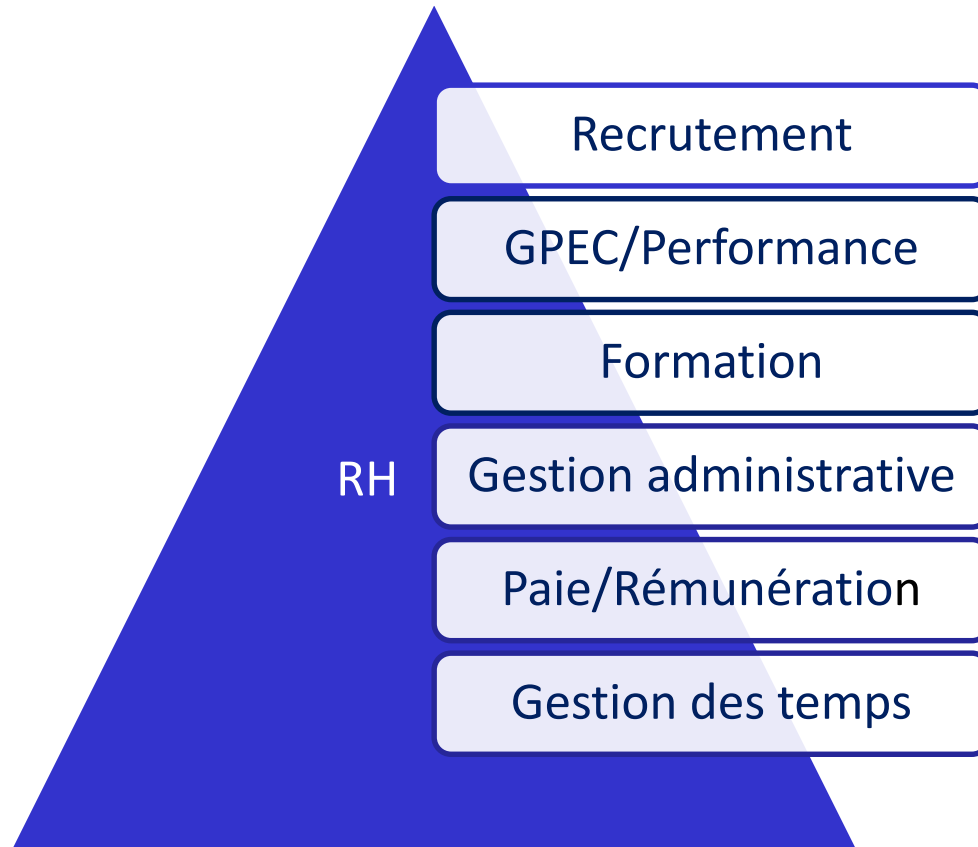 Recrutement
GPEC/Performance
Formation
RH
Gestion administrative
Paie/Rémunération
Gestion des temps